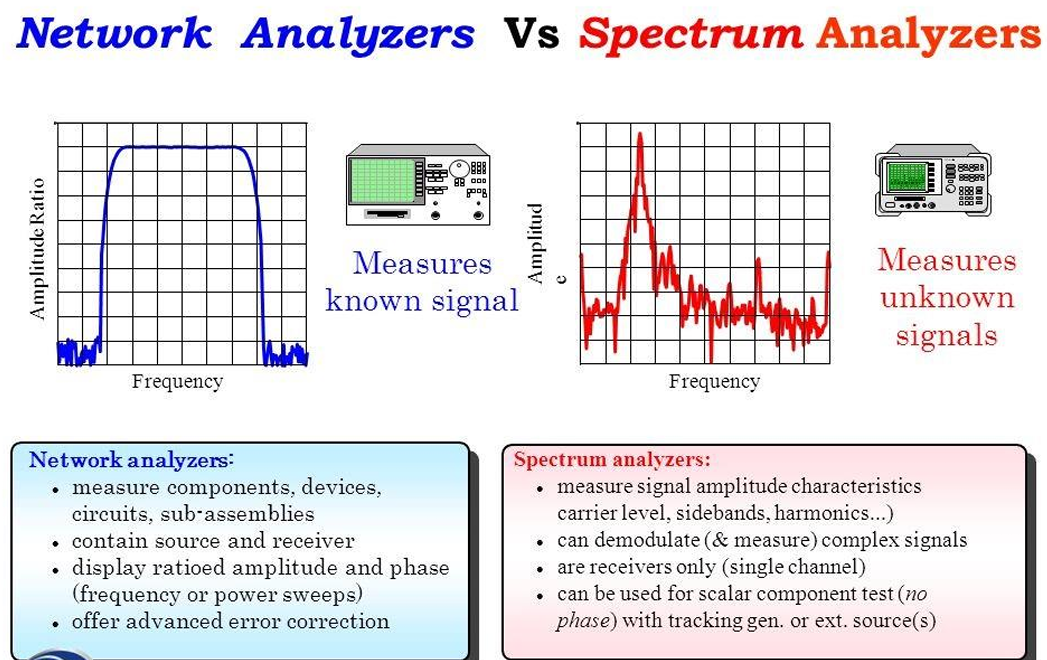 Network Analyzers Vs Spectrum Analyzers
Amplitude Ratio
Frequency
Measures
known signal
Amplitud
e
Frequency
Measures
unknown
signals
Network analyzers:
• measure components, devices,
circuits, sub-assemblies
• contain source and receiver
• display ratioed amplitude and phase
(frequency or power sweeps)
• offer advanced error correction
Spectrum analyzers:
• measure signal amplitude characteristics
carrier level, sidebands, harmonics...)
• can demodulate (& measure) complex signals
• are receivers only (single channel)
• can be used for scalar component test (no
phase) with tracking gen. or ext. source(s)